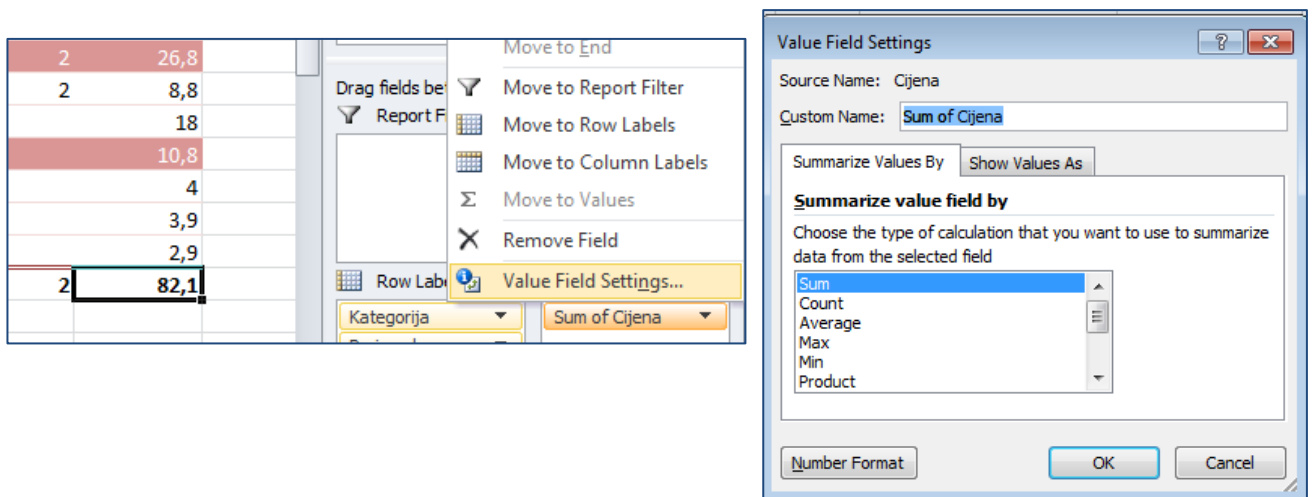 2 26,8
2 8,8
18
10,8
4
3,9
2,9
2 82,1
Drag fields be
Report F
Row Lab
Kategorija
Sum of Cijena
Move to End
Move to Report Filter
Move to Row Labels
Move to Column Labels
Σ Move to Values
Remove Field
Value Field Settings...
Value Field Settings
Source Name: Cijena
Custom Name: Sum of Cijena
Summarize Values By Show Values As
Summarize value field by
Choose the type of calculation that you want to use to summarize
data from the selected field
Sum
Count
Average
Max
Min
Product
Number Format OK Cancel